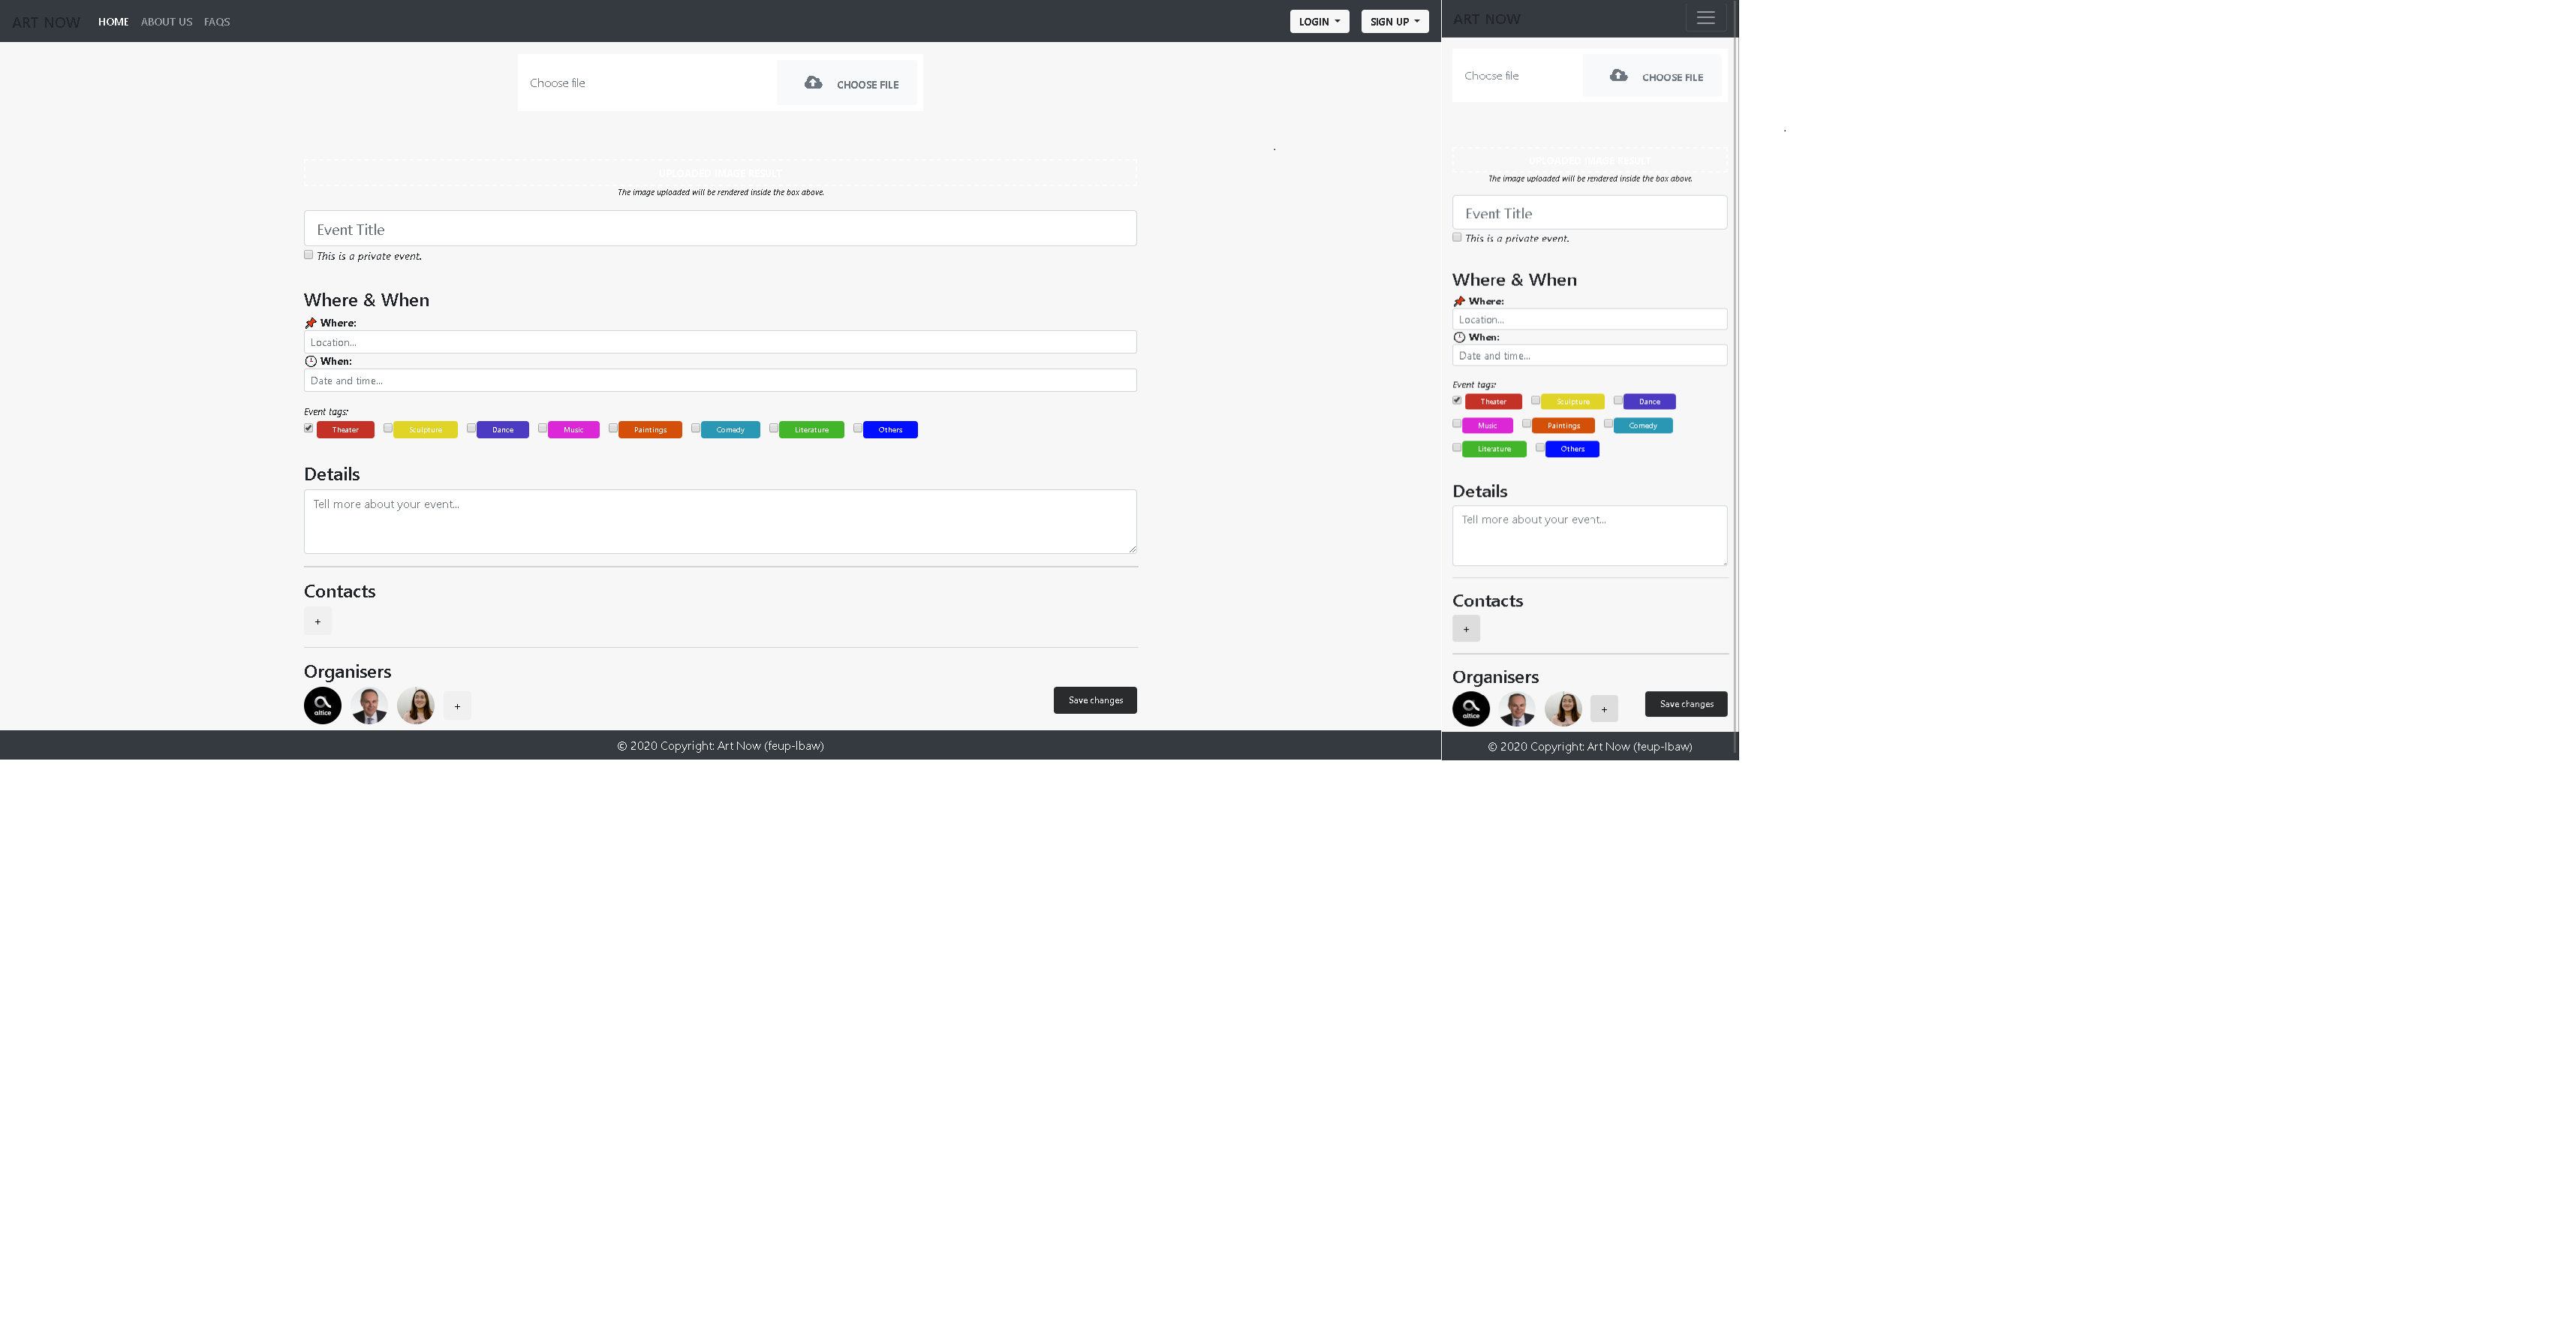 ART NOW HOME ABOUT US FAQS LOGIN SIGN UP
Choose file CHOOSE FILE
UPLOADED IMAGE RESULT
The image uploaded will be rendered inside the box above.
Event Title
This is a private event.
Where & When
Where:
Location...
When:
Date and time...
Event tags:
Theater Sculpture Dance Music Paintings Comedy Literature Others
Details
Tell more about your event...
Contacts
+
Organisers
altice + Save changes
© 2020 Copyright: Art Now (feup-lbaw)
ART NOW
Choose file CHOOSE FILE
UPLOADED IMAGE RESULT
The image uploaded will be rendered inside the box above.
Event Title
This is a private event.
Where & When
Where:
Location...
When:
Date and time...
Event tags:
Theater Sculpture Dance
Music Paintings Comedy
Literature Others
Details
Tell more about your event...
Contacts
+
Organisers
altice + Save changes
© 2020 Copyright: Art Now (feup-lbaw)